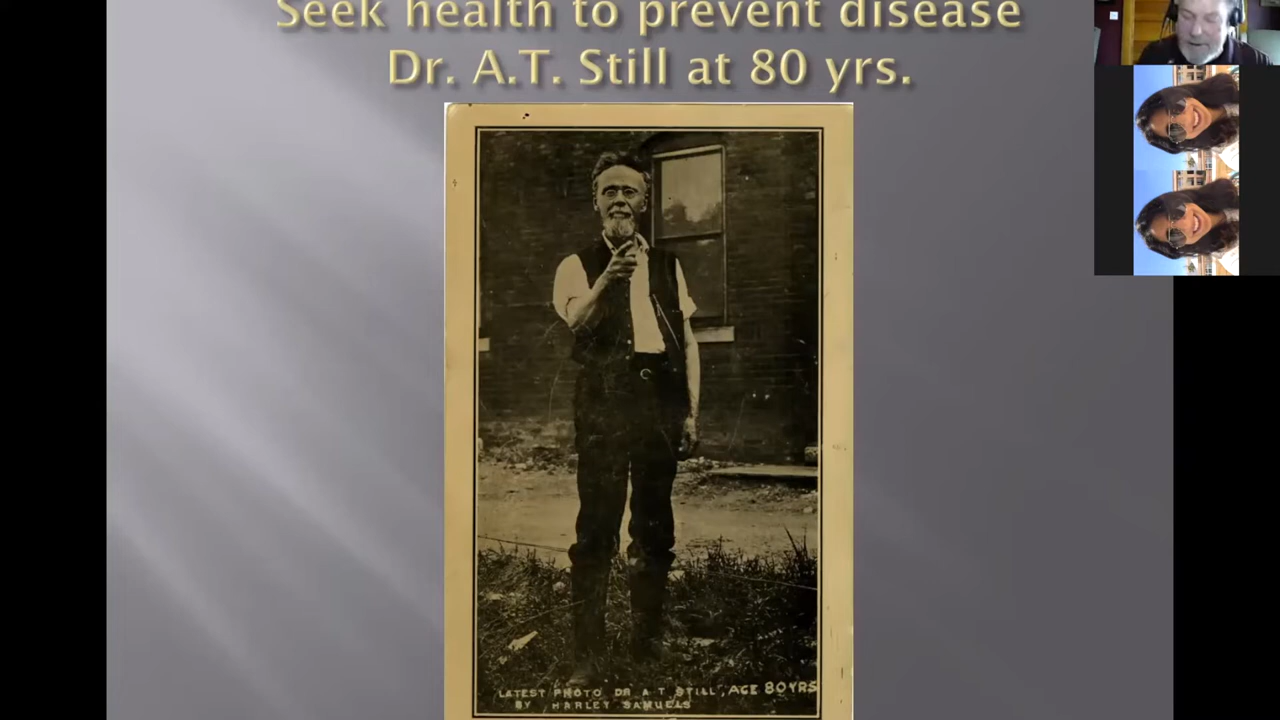 Seek health to prevent disease
Dr. A.T. Still at 80 yrs.
LATEST PHOTO DR A T STILL, AGE 80YRS
BY HARLEY SAMUELS